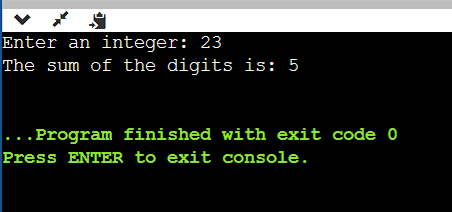 Enter an integer: 23
The sum of the digits is: 5
...Program finished with exit code 0
Press ENTER to exit console.